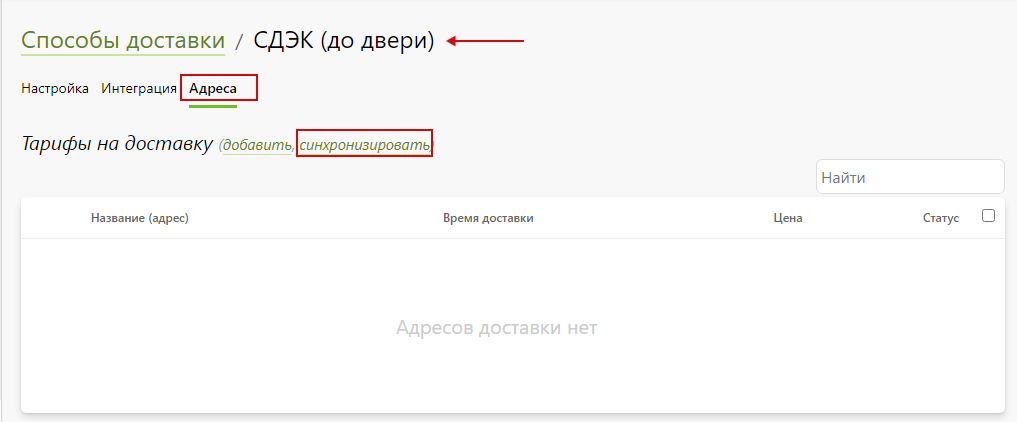 Способы доставки / СДЭК (до двери)
Настройка Интеграция Адреса
Тарифы на доставку (добавить, синхронизировать)
Найти
Название (адрес) Время доставки Цена Статус
Адресов доставки нет